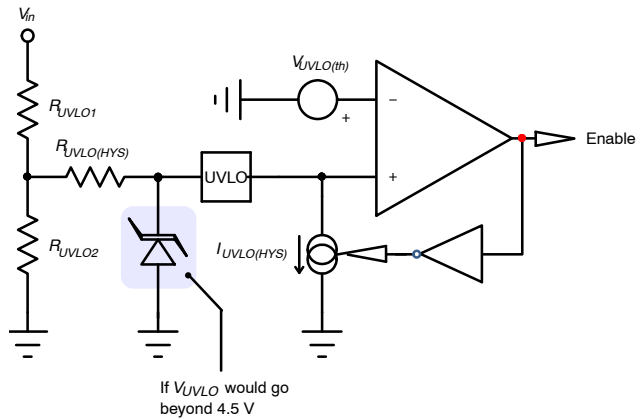 Vin
VUVLO(th)
RUVLO1
−
+
Enable
RUVLO(HYS)
UVLO
+
RUVLO2
IUVLO(HYS)
If VUVLO would go
beyond 4.5 V